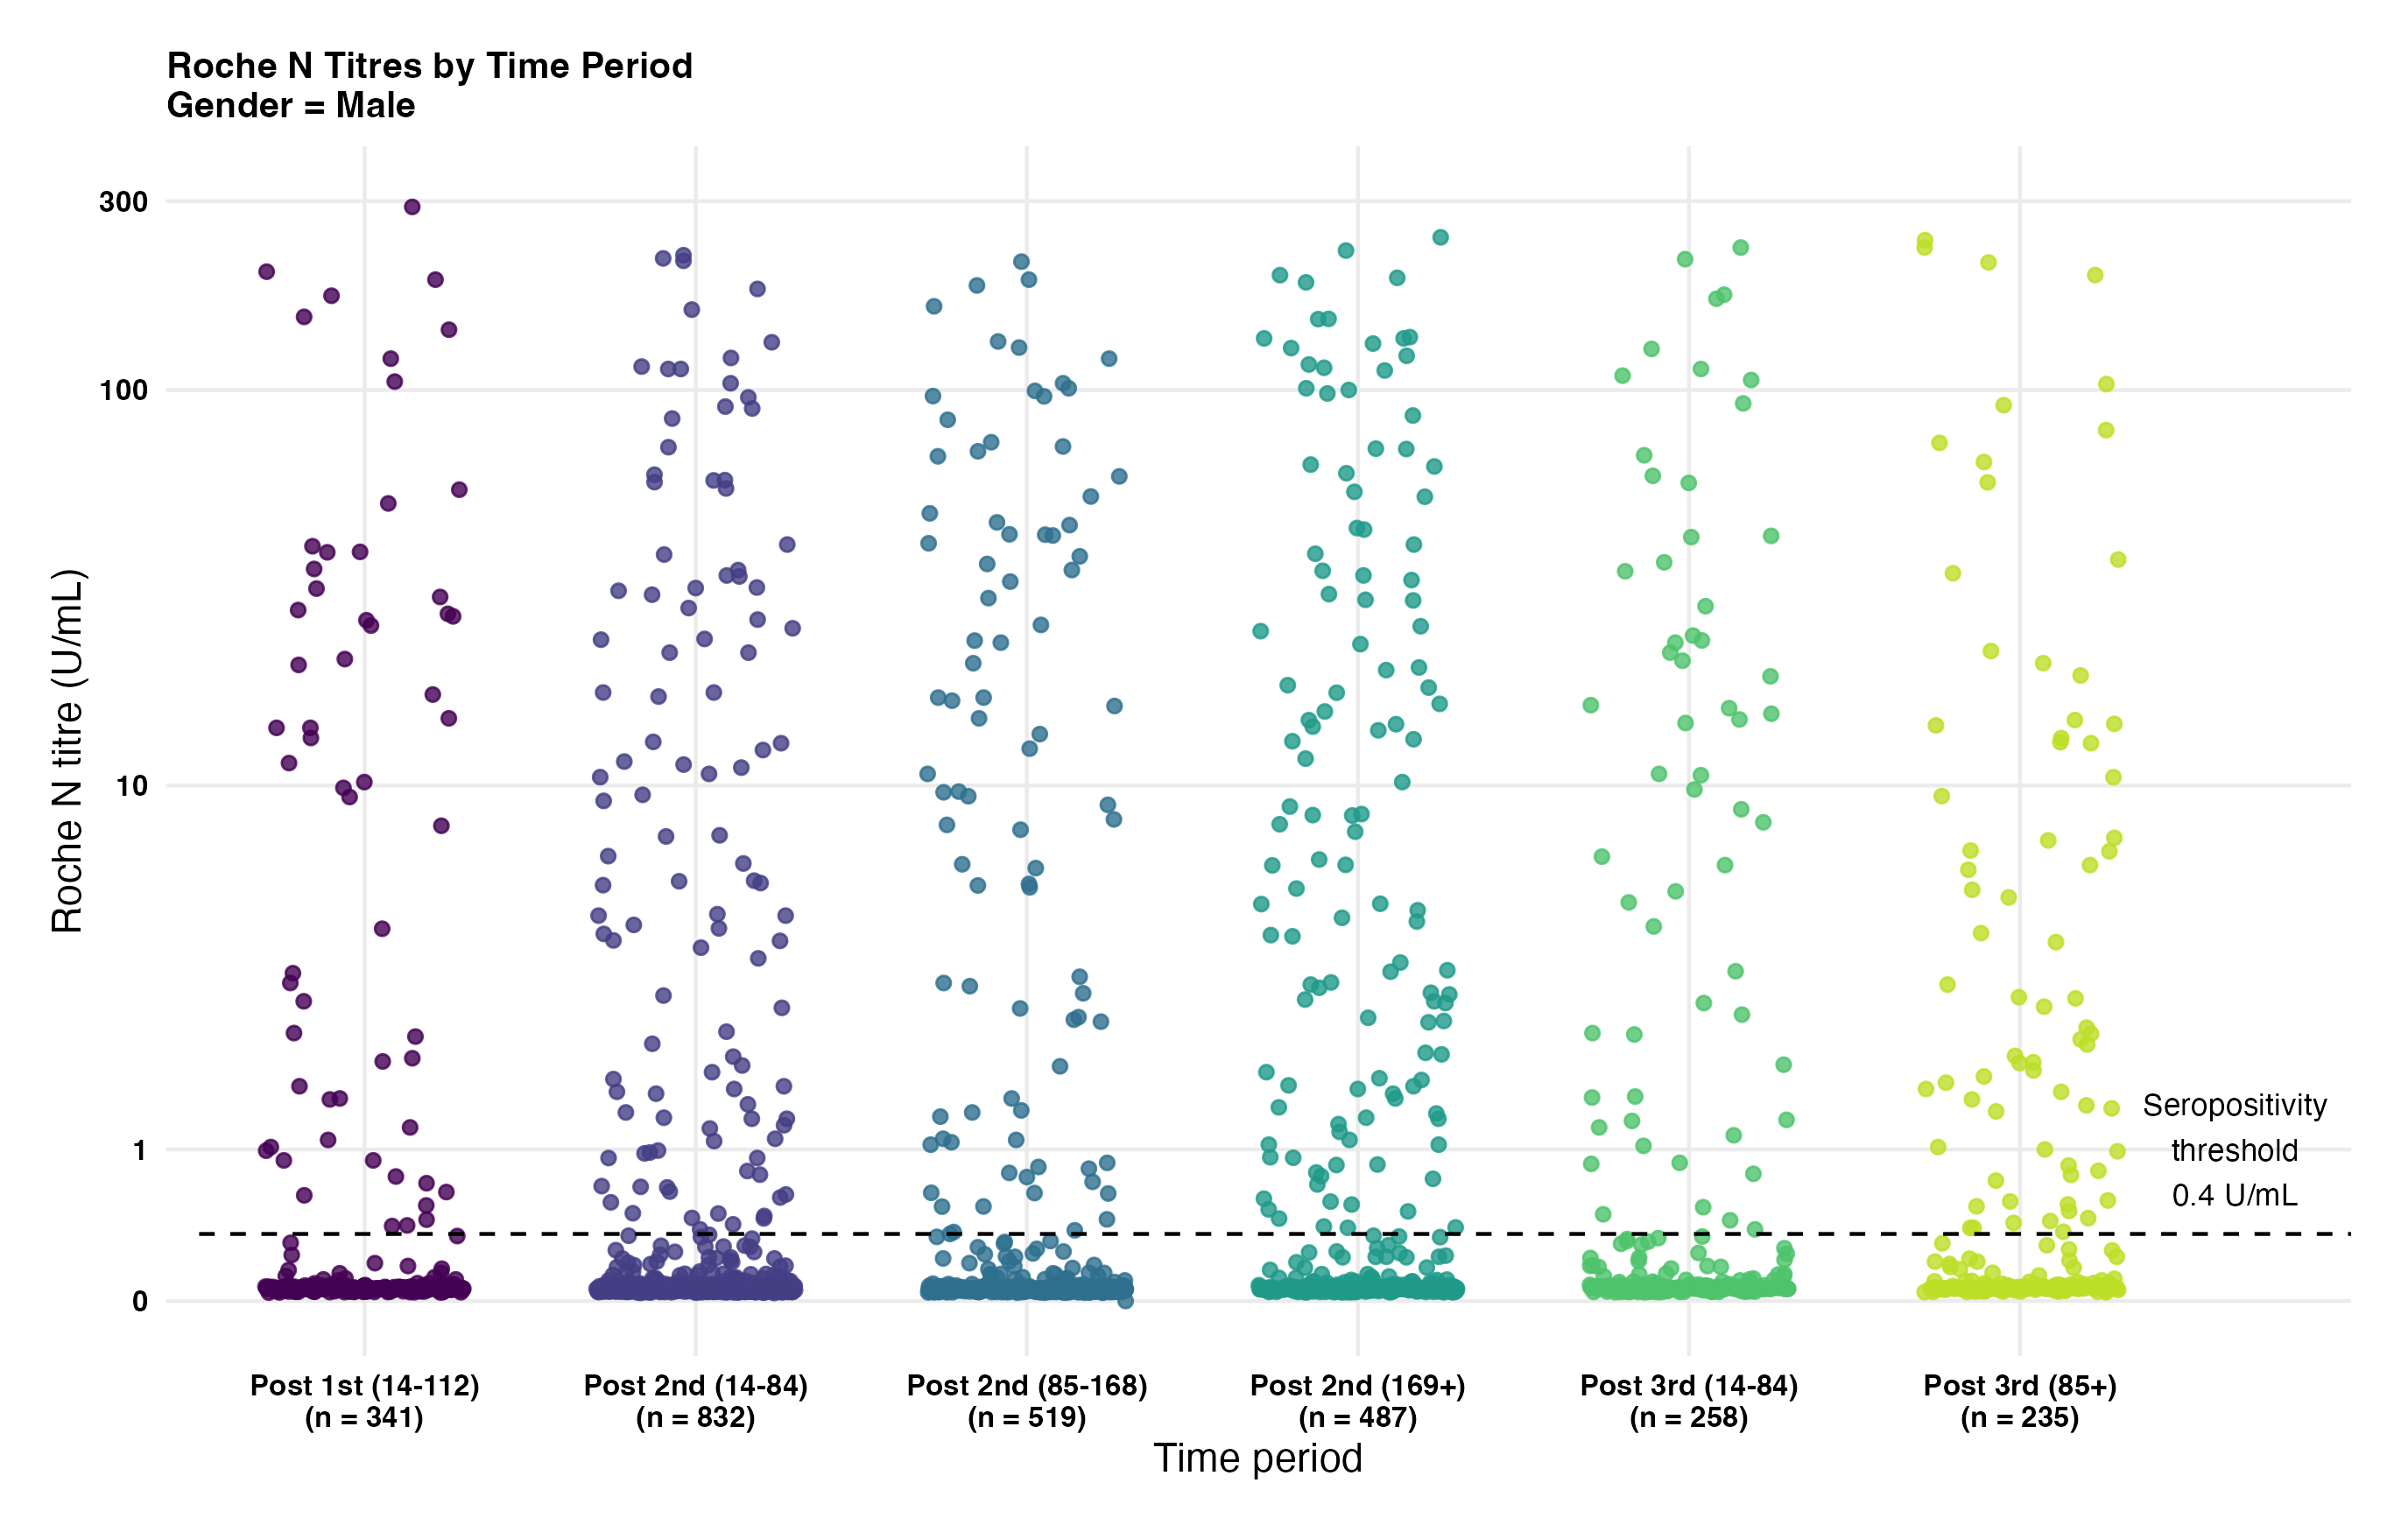 Roche N Titres by Time Period
Gender = Male
Roche N titre (U/mL)
300
100
10
1
0
Seropositivity
threshold
0.4 U/mL
Post 1st (14-112)
(n = 341)
Post 2nd (14-84)
(n = 832)
Post 2nd (85-168)
(n = 519)
Post 2nd (169+)
(n = 487)
Post 3rd (14-84)
(n = 258)
Post 3rd (85+)
(n = 235)
Time period